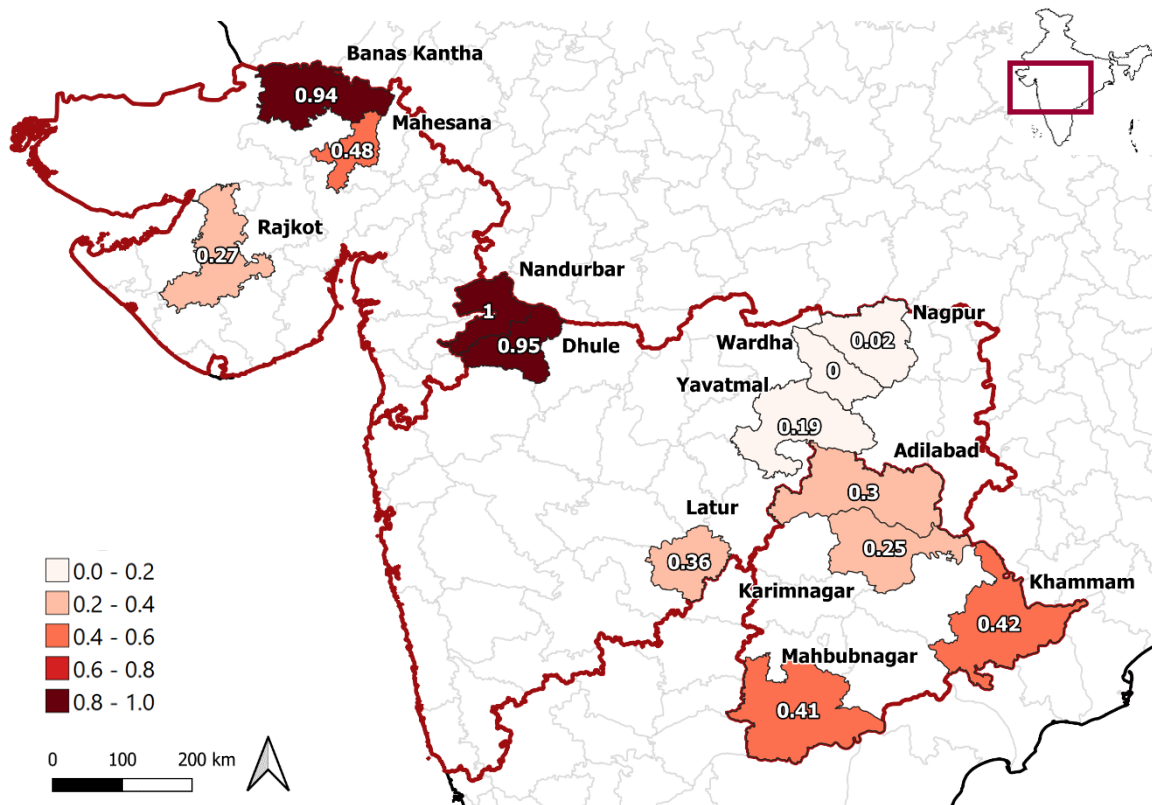 Banas Kantha
0.94
Mahesana
0.48
Rajkot
0.27
Nandurbar
1
0.95
Dhule
Nagpur
Wardha
0.02
0
Yavatmal
0.19
Adilabad
0.3
Latur
0.36
0.25
Karimnagar
Khammam
0.42
Mahbubnagar
0.41
0.0 - 0.2
0.2 - 0.4
0.4 - 0.6
0.6 - 0.8
0.8 - 1.0
0 100 200 km